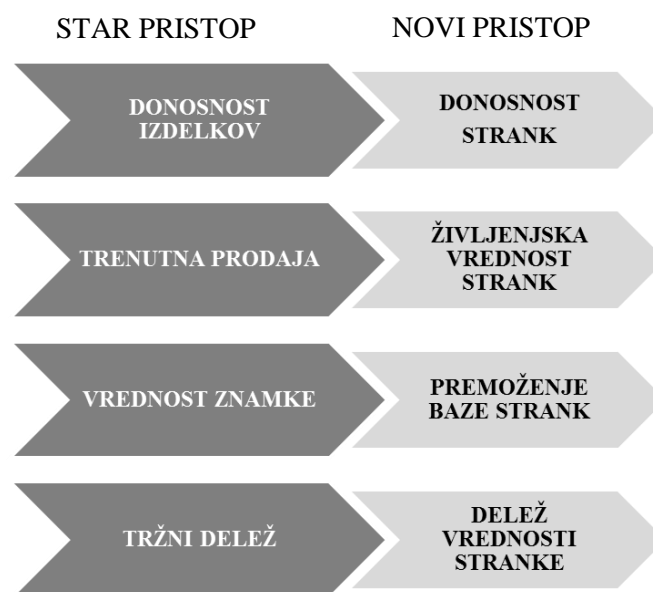 STAR PRISTOP
NOVI PRISTOP
DONOSNOST
IZDELKOV
DONOSNOST
STRANK
TRENUTNA PRODAJA
ŽIVLJENJSKA
VREDNOST
STRANK
VREDNOST ZNAMKE
PREMOŽENJE
BAZE STRANK
TRŽNI DELEŽ
DELEŽ
VREDNOSTI
STRANKE